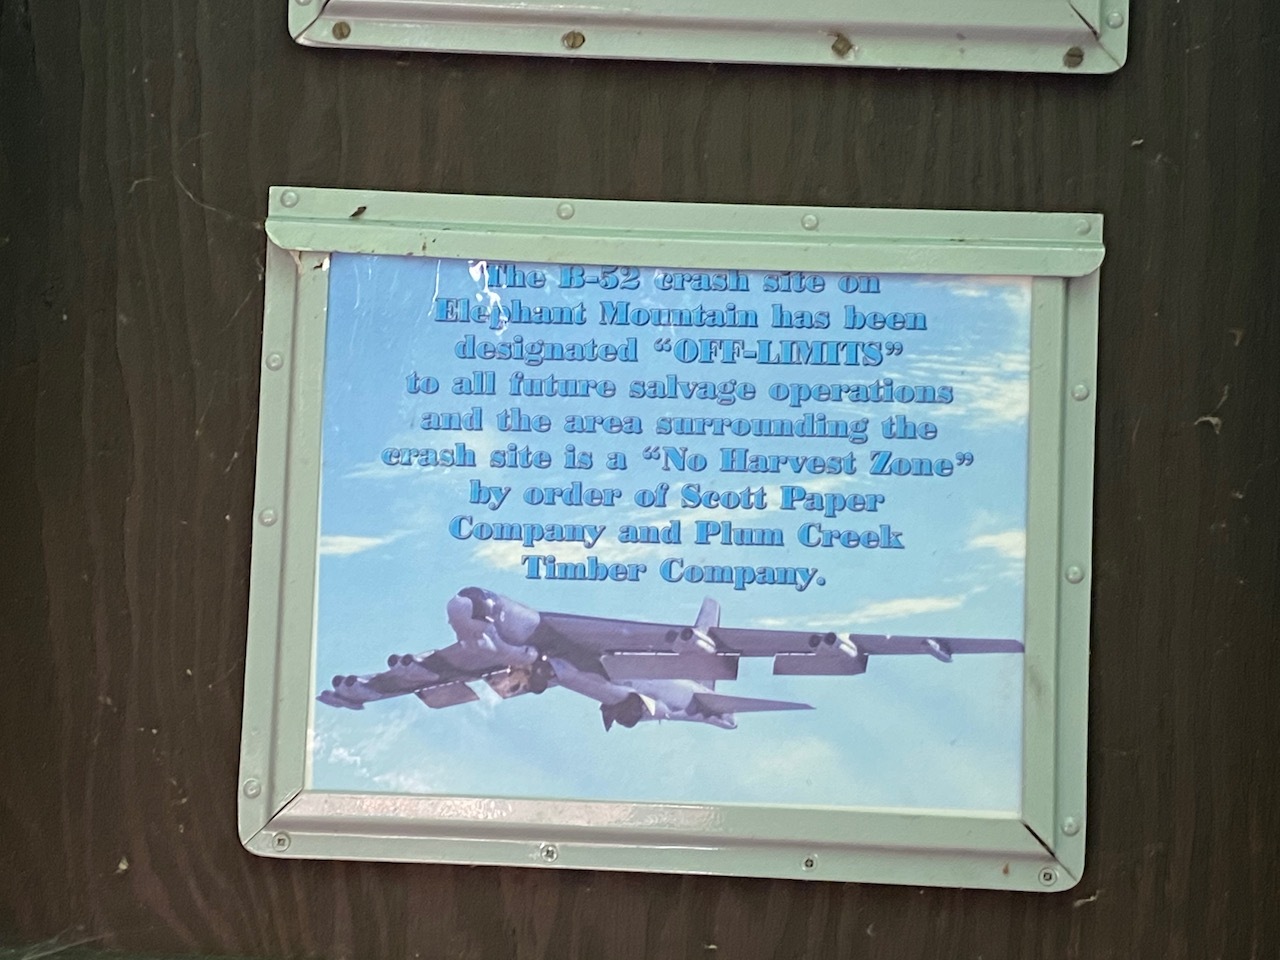 The B-52 crash site on
Elephant Mountain has been
designated “OFF-LIMITS”
to all future salvage operations
and the area surrounding the
crash site is a “No Harvest Zone”
by order of Scott Paper
Company and Plum Creek
Timber Company.